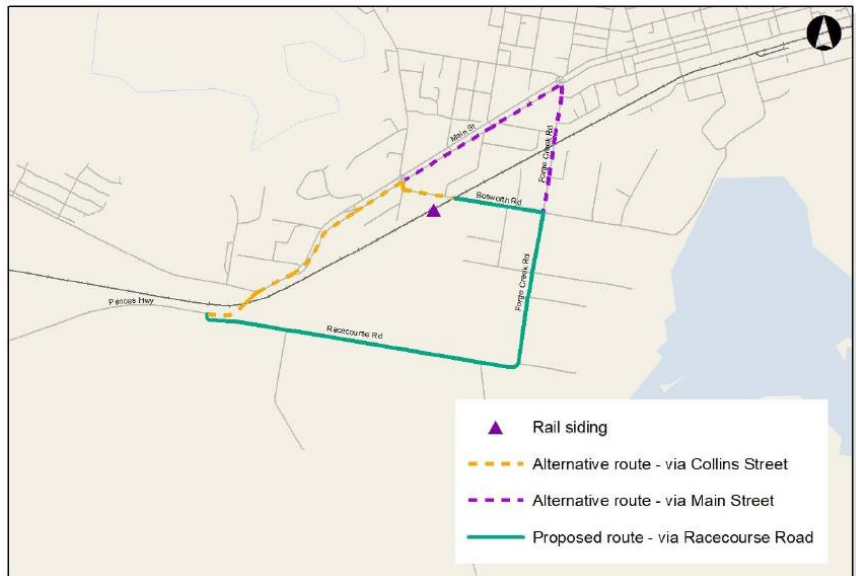 Main St
Forge Creek Rd
Bosworth Rd
Forge Creek Rd
Princes Hwy
Racecourse Rd
Rail siding
Alternative route - via Collins Street
Alternative route - via Main Street
Proposed route - via Racecourse Road